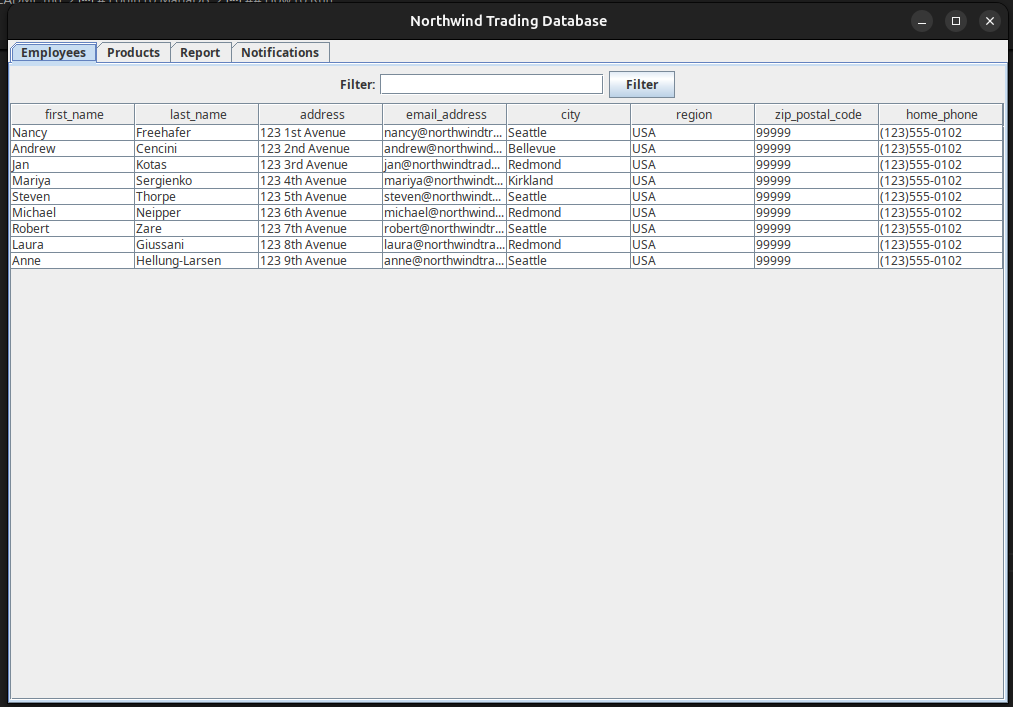 Northwind Trading Database
Employees Products Report Notifications
Filter: Filter
first_name last_name address email_address city region zip_postal_code home_phone
Nancy Freehafer 123 1st Avenue nancy@northwindtr... Seattle USA 99999 (123)555-0102
Andrew Cencini 123 2nd Avenue andrew@northwind... Bellevue USA 99999 (123)555-0102
Jan Kotas 123 3rd Avenue jan@northwindtrad... Redmond USA 99999 (123)555-0102
Mariya Sergienko 123 4th Avenue mariya@northwindt... Kirkland USA 99999 (123)555-0102
Steven Thorpe 123 5th Avenue steven@northwindt... Seattle USA 99999 (123)555-0102
Michael Neipper 123 6th Avenue michael@northwind... Redmond USA 99999 (123)555-0102
Robert Zare 123 7th Avenue robert@northwindtr... Seattle USA 99999 (123)555-0102
Laura Giussani 123 8th Avenue laura@northwindtra... Redmond USA 99999 (123)555-0102
Anne Hellung-Larsen 123 9th Avenue anne@northwindtra... Seattle USA 99999 (123)555-0102